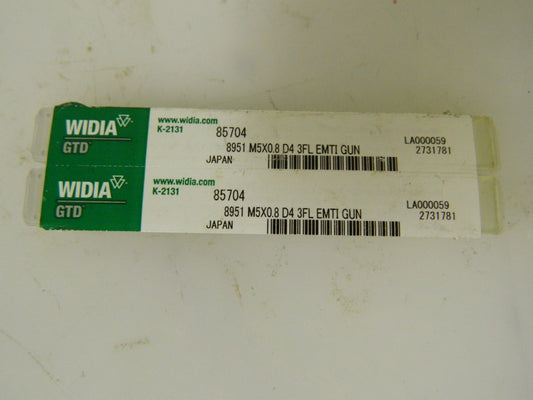 WIDIA
GTD
www.widia.com
K-2131
85704
8951 M5X0.8 D4 3FL EMTI GUN
JAPAN
LA000059
2731781
WIDIA
GTD
www.widia.com
K-2131
85704
8951 M5X0.8 D4 3FL EMTI GUN
JAPAN
LA000059
2731781